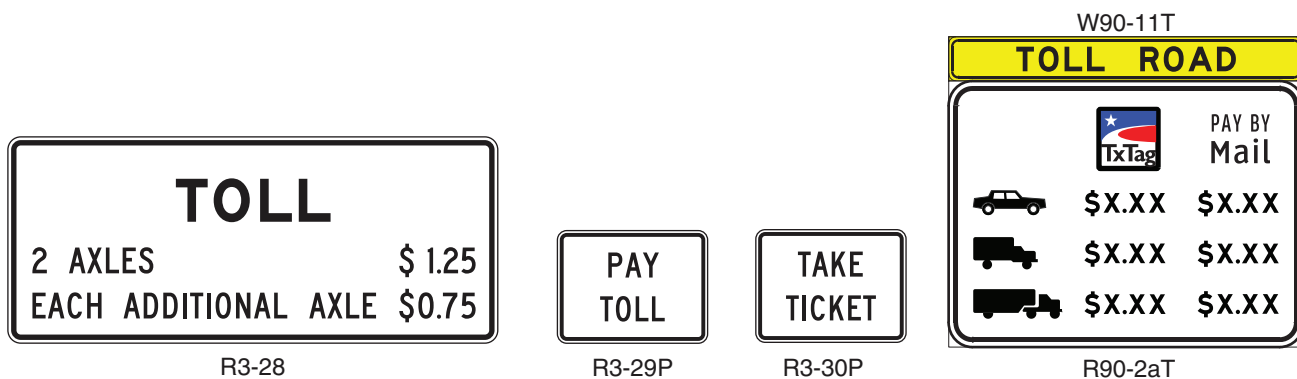 TOLL
2 AXLES $1.25
EACH ADDITIONAL AXLE $0.75
R3-28
PAY
TOLL
R3-29P
TAKE
TICKET
R3-30P
W90-11T
TOLL ROAD
TxTag
PAY BY
Mail
$X.XX $X.XX
$X.XX $X.XX
$X.XX $X.XX
R90-2aT